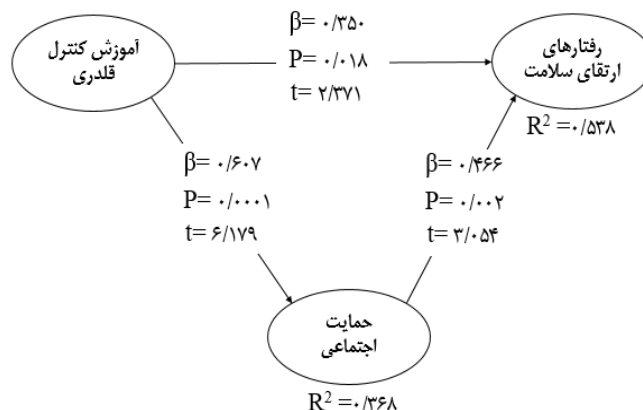 آموزش کنترل
قلدری
β= ۰/۳۵۰
P= ۰/۰۱۸
t= ۲/۳۷۱
رفتارهای
ارتقای سلامت
R² =۰/۵۳۸
β= ۰/۶۰۷
P= ۰/۰۰۰۱
t= ۶/۱۷۹
β= ۰/۴۶۶
P= ۰/۰۰۲
t= ۳/۰۵۴
حمایت
اجتماعی
R² =۰/۳۶۸